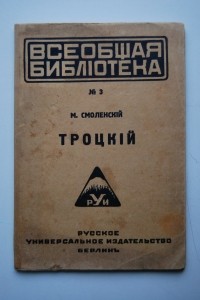 ВСЕОБЩАЯ
БИБЛІОТЕКА
№ 3
М. СМОЛЕНСКІЙ
ТРОЦКІЙ
РУИ
РУССКОЕ
УНИВЕРСАЛЬНОЕ ИЗДАТЕЛЬСТВО
БЕРЛИНЪ